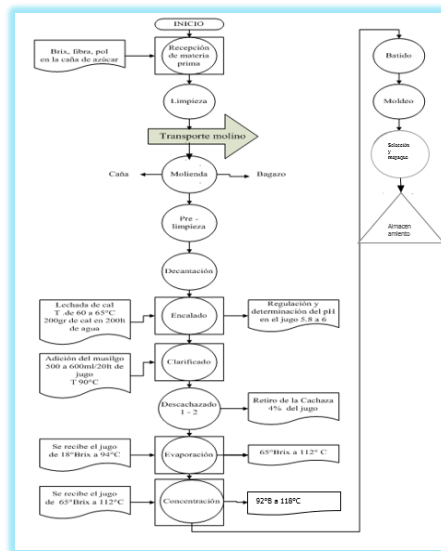 INICIO
Brix, fibra, pol
en la caña de azúcar
Recepción
de materia
prima
Limpieza
Transporte molino
Caña
Molienda
Bagazo
Pre -
limpieza
Decantación
Lechada de cal
T .de 60 a 65°C
200gr de cal en 200lt
de agua
Encalado
Regulación y
determinación del pH
en el jugo 5.8 a 6
Adición del musilgo
500 a 600ml/20lt de
jugo
T 90°C
Clarificado
Descachazado
1 - 2
Retiro de la Cachaza
4% del jugo
Se recibe el jugo
de 18°Brix a 94°C
Evaporación
65°Brix a 112° C
Se recibe el jugo
de 65°Brix a 112°C
Concentración
92°B a 118°C
Batido
Moldeo
Selección
y
Almacen
amiento